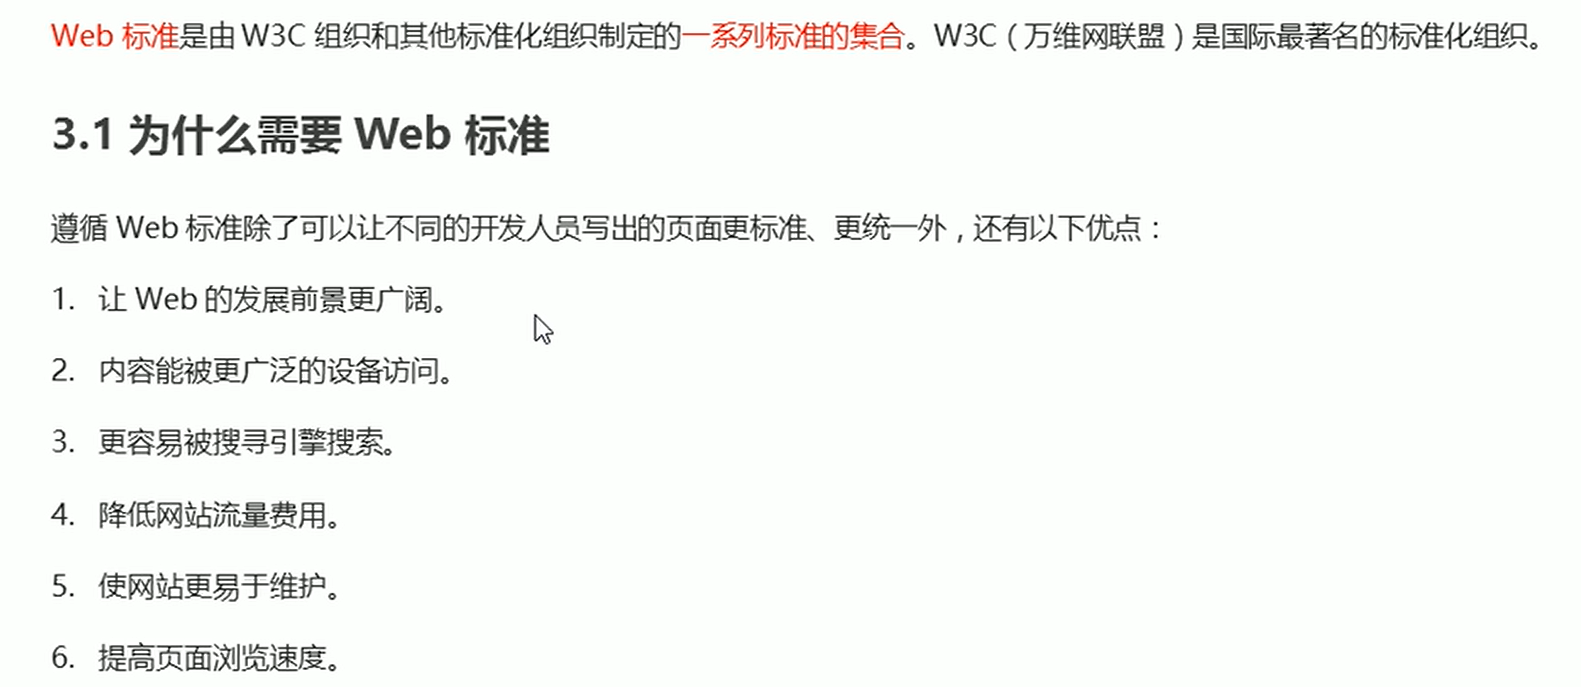 Web 标准是由 W3C 组织和其他标准化组织制定的一系列标准的集合。W3C（万维网联盟）是国际最著名的标准化组织。
3.1 为什么需要 Web 标准
遵循 Web 标准除了可以让不同的开发人员写出的页面更标准、更统一外，还有以下优点：
1. 让 Web 的发展前景更广阔。
2. 内容能被更广泛的设备访问。
3. 更容易被搜寻引擎搜索。
4. 降低网站流量费用。
5. 使网站更易于维护。
6. 提高页面浏览速度。